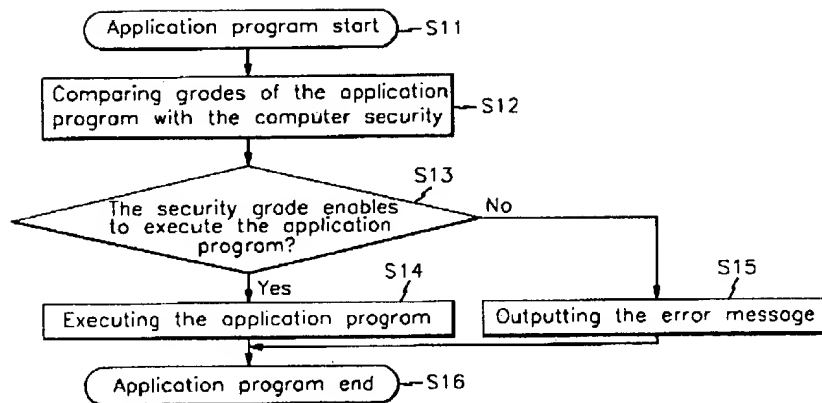 Application program start
S11
Comparing grades of the application
program with the computer security
S12
S13
The security grade enables
to execute the application
program?
No
Yes
S14
Executing the application program
S15
Outputting the error message
Application program end
S16